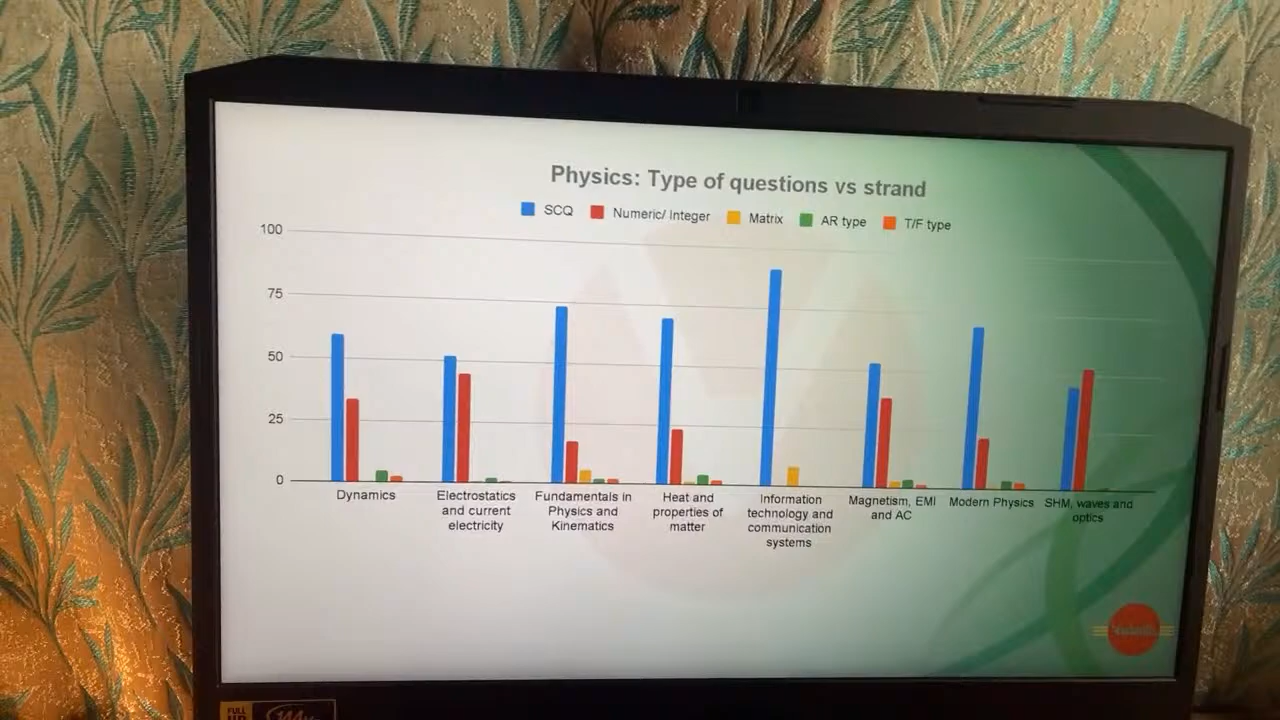 Physics: Type of questions vs strand
SCQ Numeric/ Integer Matrix AR type T/F type
100
75
50
25
0
Dynamics
Electrostatics
and current
electricity
Fundamentals in
Physics and
Kinematics
Heat and
properties of
matter
Information
technology and
communication
systems
Magnetism, EMI
and AC
Modern Physics
SHM, waves and
optics
FULL